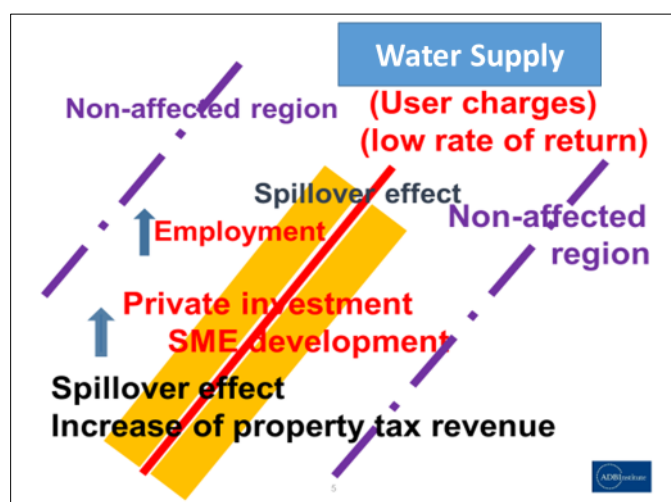 Water Supply
(User charges)
(low rate of return)
Non-affected region
Spillover effect
Non-affected
region
Employment
Private investment
SME development
Spillover effect
Increase of property tax revenue
5
ADBInstitute